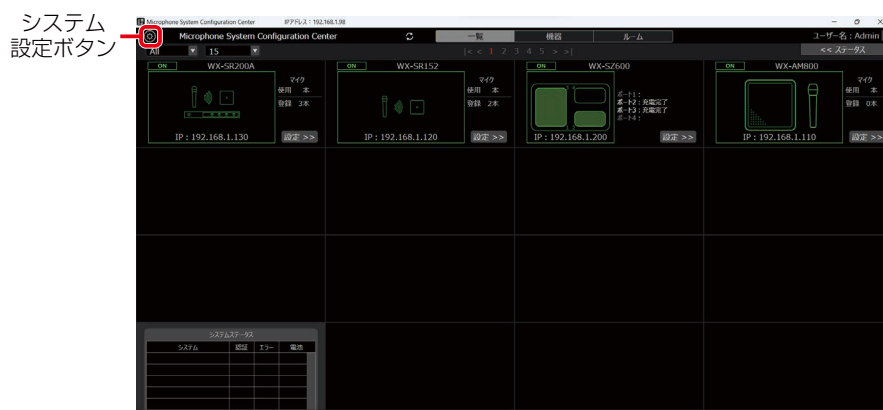 システム
設定ボタン
Microphone System Configuration Center IPアドレス：192.168.1.98
Microphone System Configuration Center 一覧 機器 ルーム ユーザー名：Admin
All 15 |< < 1 2 3 4 5 > >| << ステータス
ON WX-SR200A
マイク
使用 本
登録 3本
IP：192.168.1.130 設定 >>
ON WX-SR152
マイク
使用 本
登録 2本
IP：192.168.1.120 設定 >>
ON WX-SZ600
ポート1：
ポート2：充電完了
ポート3：充電完了
ポート4：
IP：192.168.1.200 設定 >>
ON WX-AM800
マイク
使用 本
登録 0本
IP：192.168.1.110 設定 >>
システムステータス
システム 認証 エラー 電池